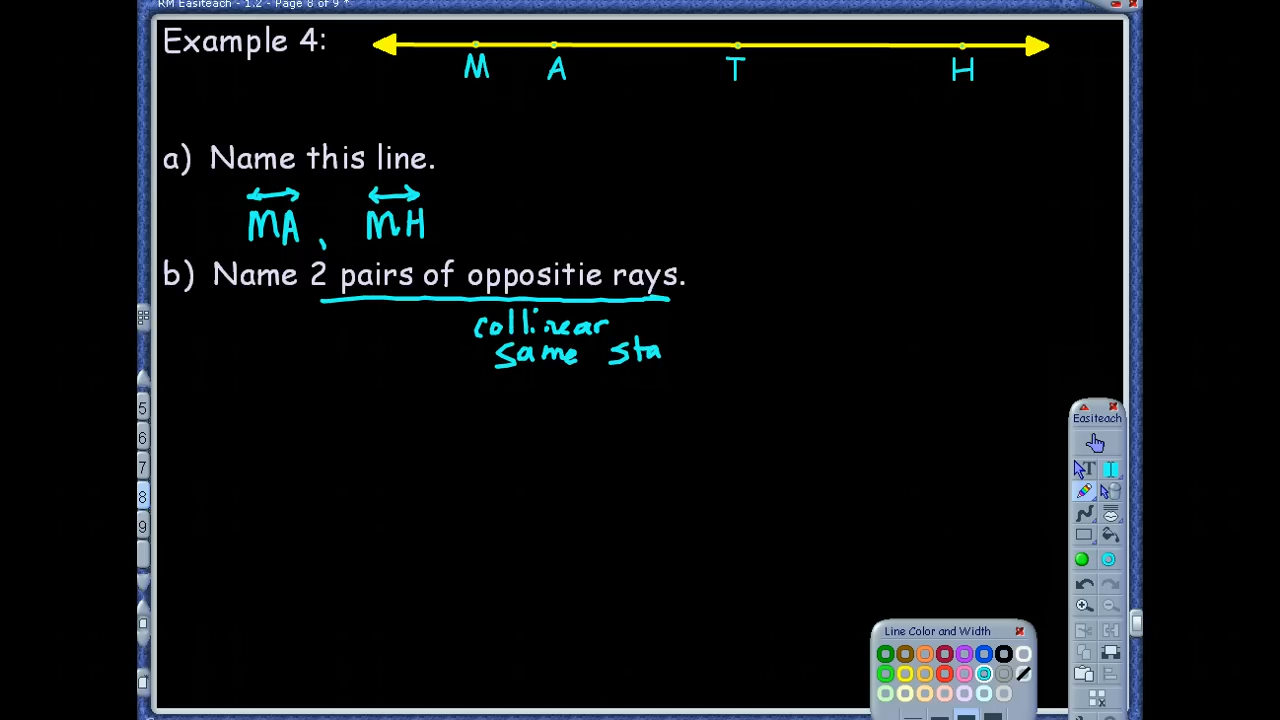 RM Easiteach - 1.2 - Page 8 of 9 *
Example 4:
M A T H
a) Name this line.
MA, MH
b) Name 2 pairs of oppositie rays.
collinear
same sta
5
6
7
8
9
Easiteach
T
Line Color and Width